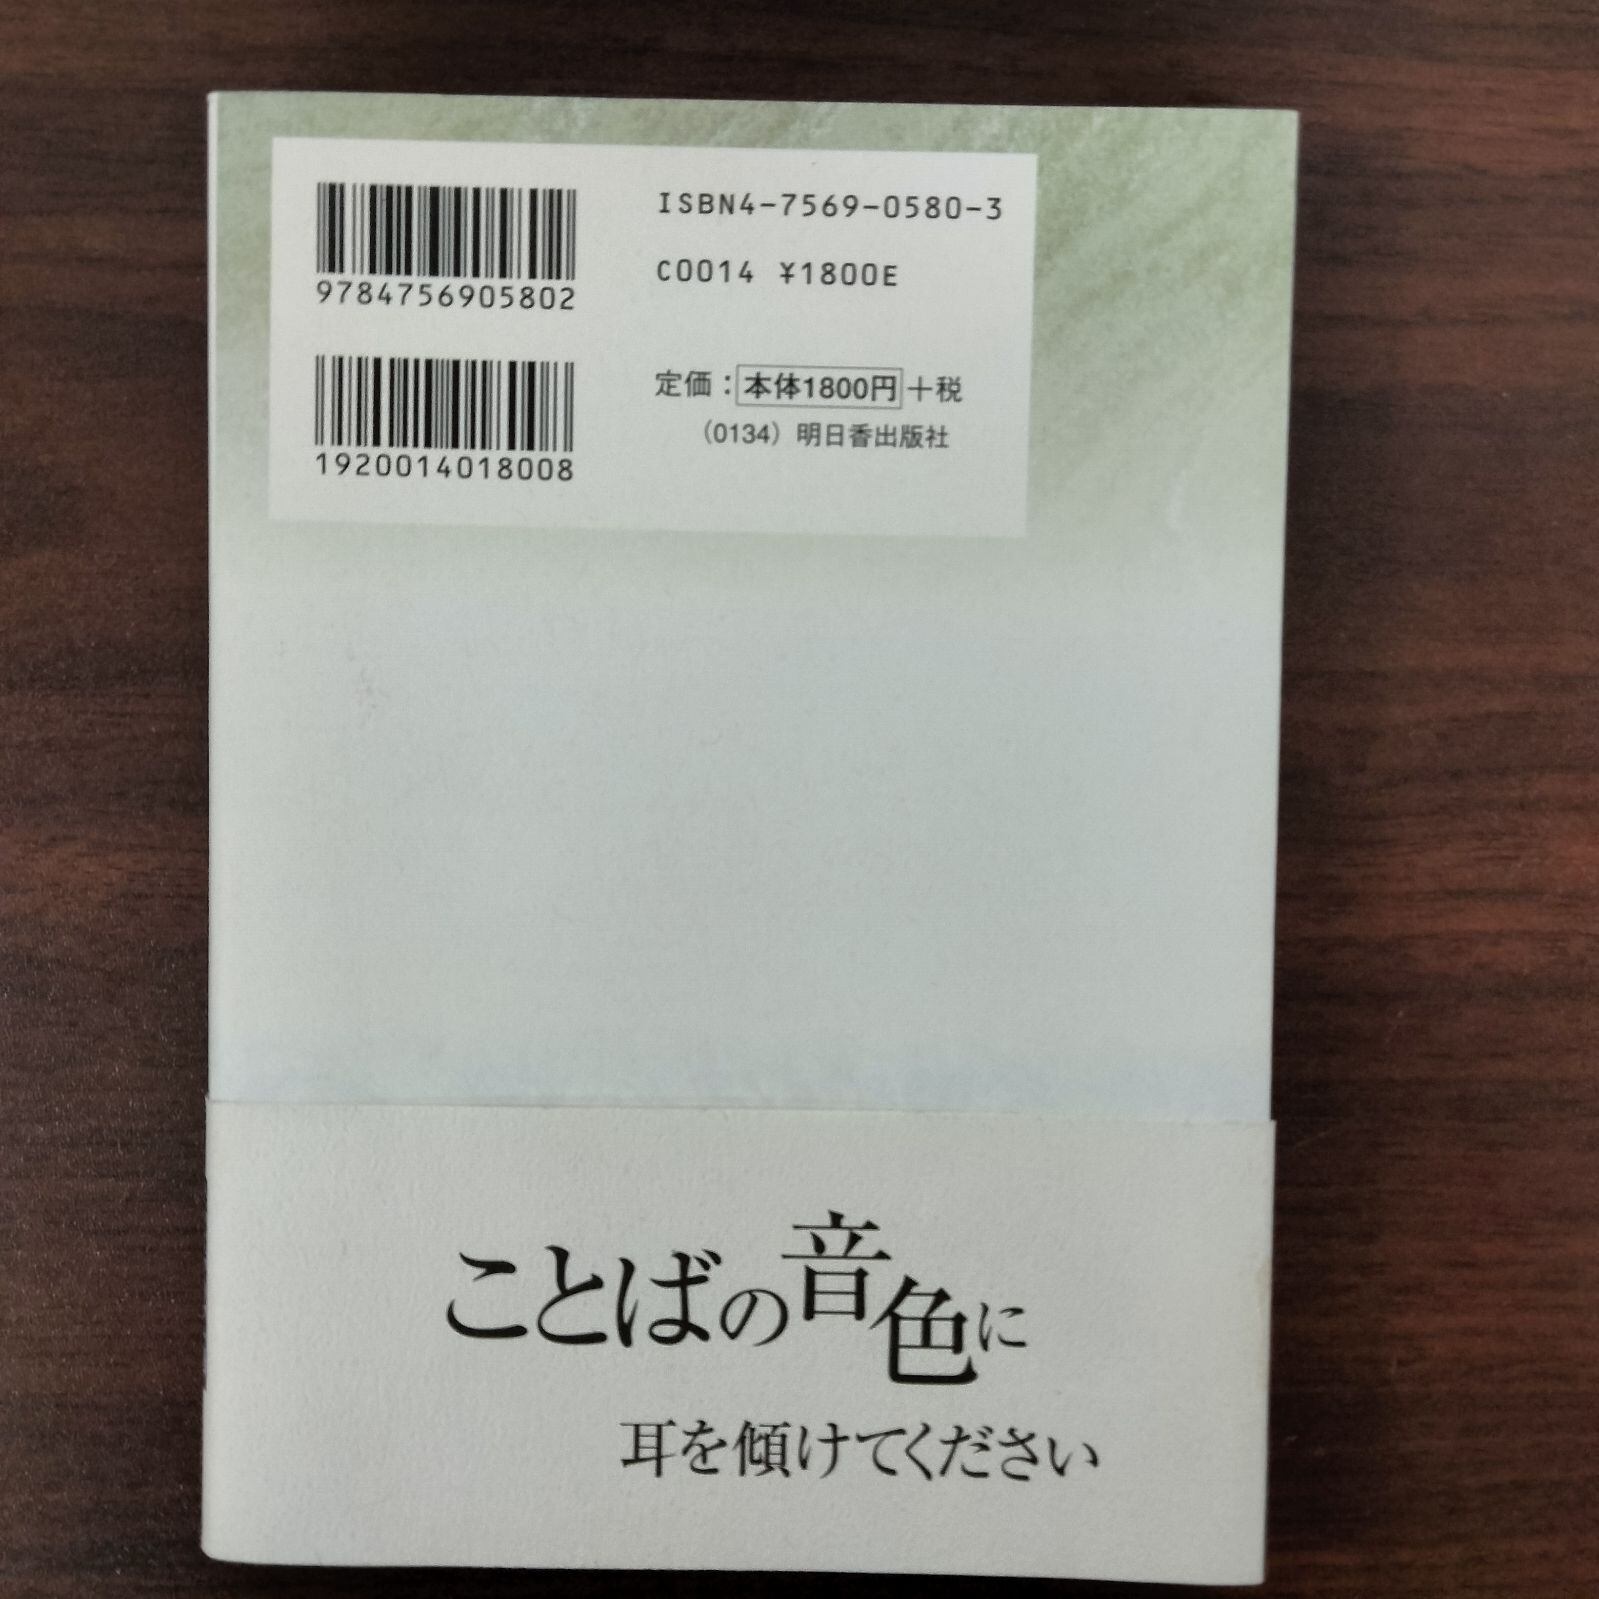 ISBN4-7569-0580-3
C0014 ¥1800E
9784756905802
定価：本体1800円＋税
（0134）明日香出版社
1920014018008
ことばの音色に
耳を傾けてください